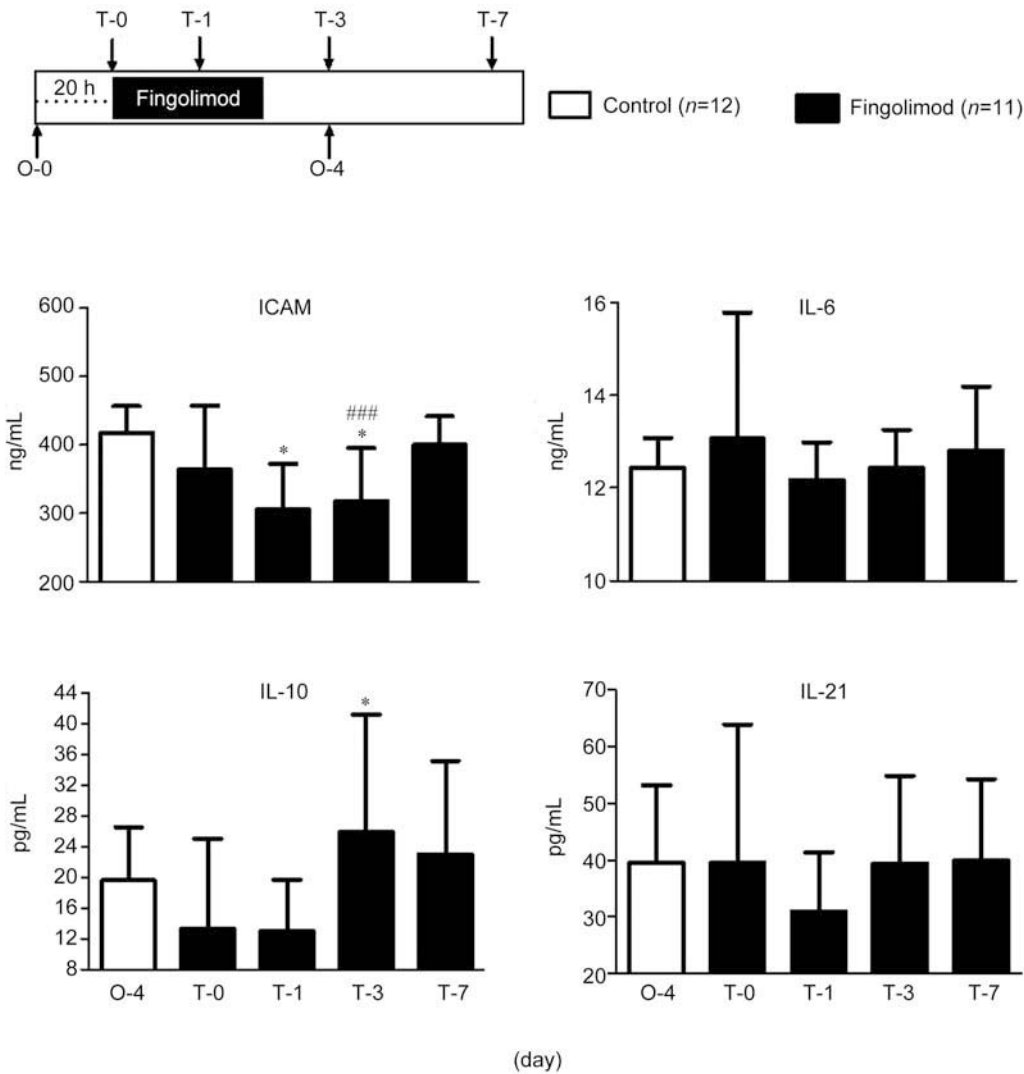 T-0 T-1 T-3 T-7
20 h
Fingolimod
Control (n=12)
Fingolimod (n=11)
O-0 O-4
ICAM
ng/mL
600
500
400
300
200
*
###
*
IL-6
ng/mL
16
14
12
10
IL-10
pg/mL
44
40
36
32
28
24
20
16
12
8
*
O-4 T-0 T-1 T-3 T-7
IL-21
pg/mL
70
60
50
40
30
20
O-4 T-0 T-1 T-3 T-7
(day)